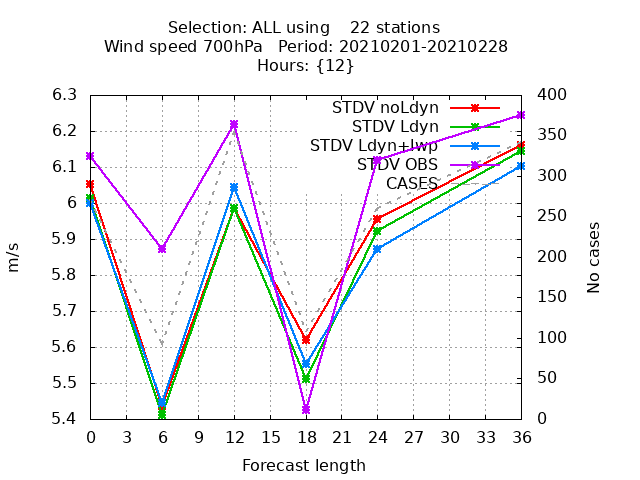 Selection: ALL using    22 stations
Wind speed 700hPa   Period: 20210201-20210228
Hours: {12}
STDV noLdyn
STDV Ldyn
STDV Ldyn+lwp
STDV OBS
CASES
6.3
6.2
6.1
6
5.9
5.8
5.7
5.6
5.5
5.4
400
350
300
250
200
150
100
50
0
m/s
No cases
0 3 6 9 12 15 18 21 24 27 30 33 36
Forecast length